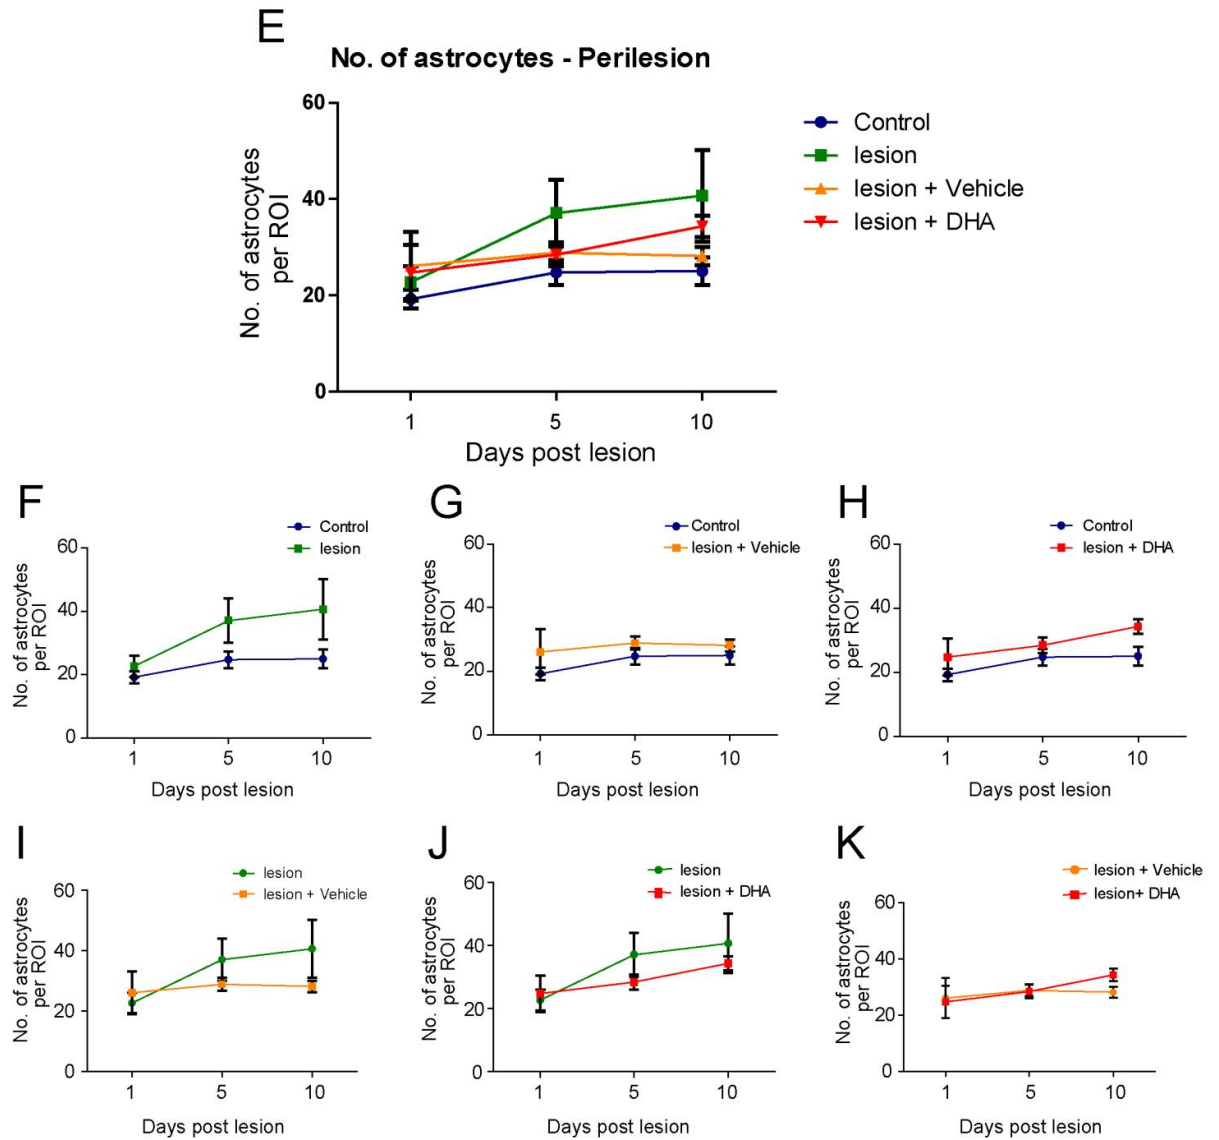 E
No. of astrocytes - Perilesion
No. of astrocytes
per ROI
60
40
20
0
1 5 10
Days post lesion
Control
lesion
lesion + Vehicle
lesion + DHA
F
Control
lesion
No. of astrocytes
per ROI
60
40
20
0
1 5 10
Days post lesion
G
Control
lesion + Vehicle
No. of astrocytes
per ROI
60
40
20
0
1 5 10
Days post lesion
H
Control
lesion + DHA
No. of astrocytes
per ROI
60
40
20
0
1 5 10
Days post lesion
I
lesion
lesion + Vehicle
No. of astrocytes
per ROI
60
40
20
0
1 5 10
Days post lesion
J
lesion
lesion + DHA
No. of astrocytes
per ROI
60
40
20
0
1 5 10
Days post lesion
K
lesion + Vehicle
lesion+ DHA
No. of astrocytes
per ROI
60
40
20
0
1 5 10
Days post lesion